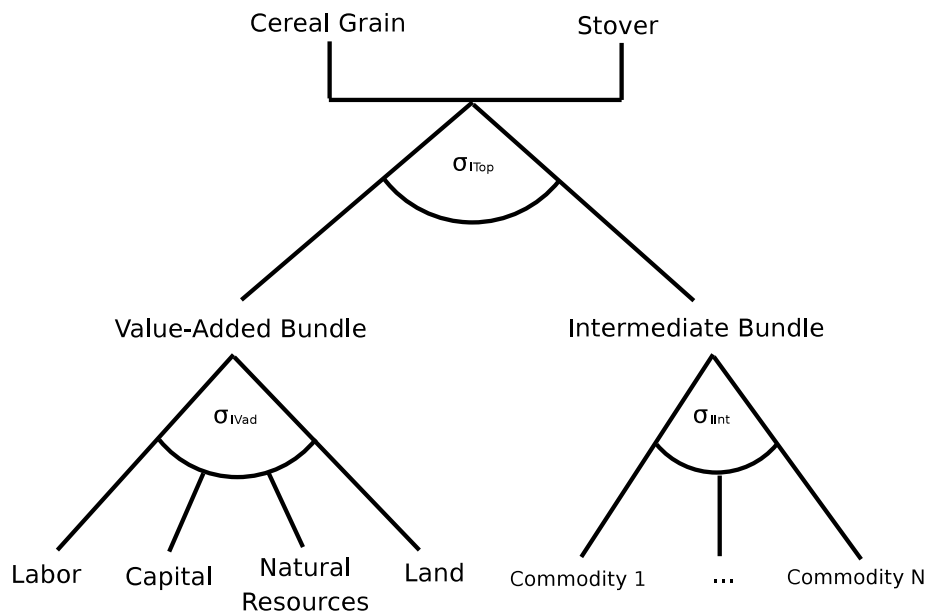 Cereal Grain
Stover
σITop
Value-Added Bundle
Intermediate Bundle
σIVad
σIInt
Labor
Capital
Natural
Resources
Land
Commodity 1
...
Commodity N